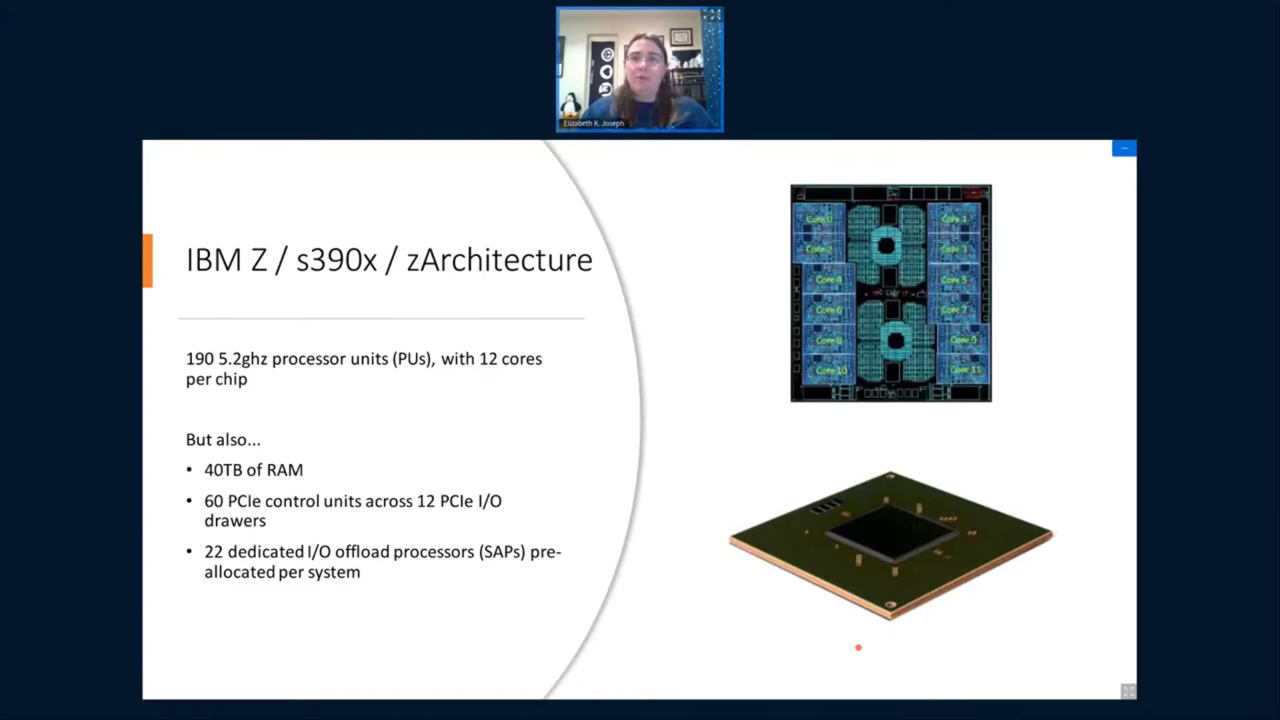 Elizabeth K. Joseph
IBM Z / s390x / zArchitecture
190 5.2ghz processor units (PUs), with 12 cores
per chip
But also...
• 40TB of RAM
• 60 PCIe control units across 12 PCIe I/O
drawers
• 22 dedicated I/O offload processors (SAPs) pre-
allocated per system
Core 0
Core 1
Core 2
Core 3
Core 4
Core 5
Core 6
Core 7
Core 8
Core 9
Core 10
Core 11